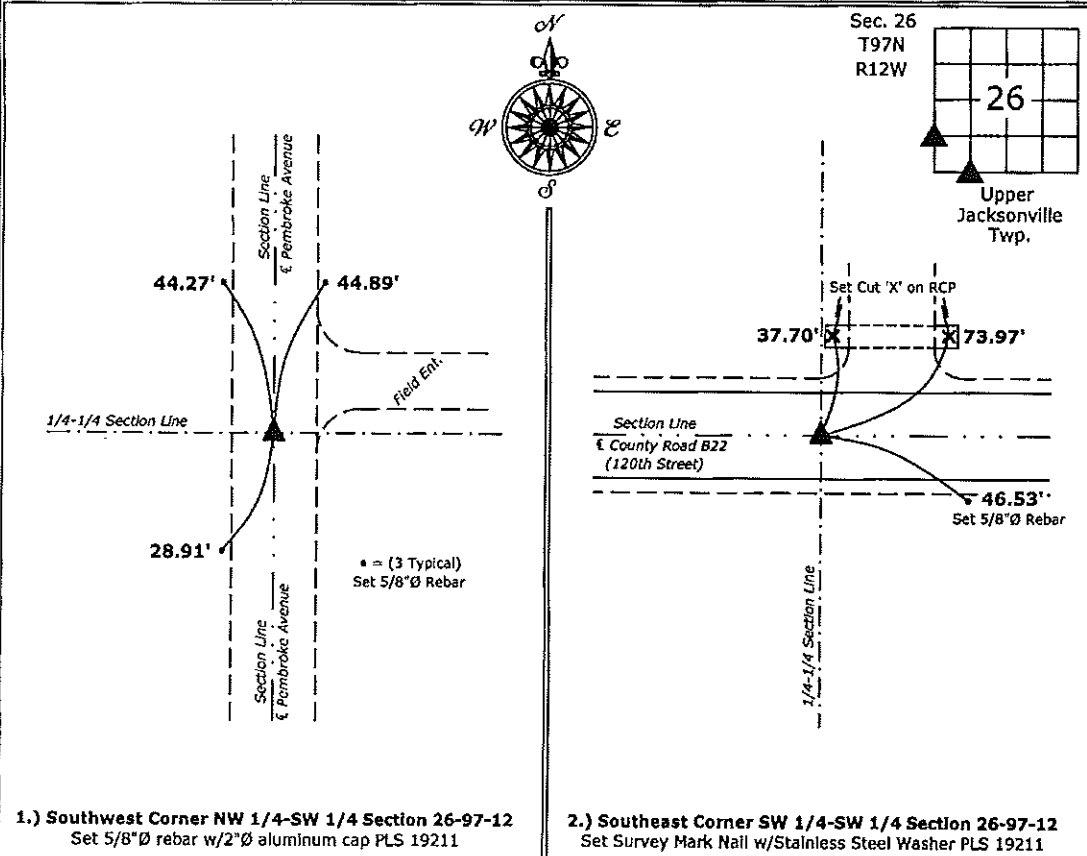 N
W
E
S
Sec. 26
T97N
R12W
26
Upper
Jacksonville
Twp.
Section Line
℄ Pembroke Avenue
44.27'
44.89'
Field Ent.
1/4-1/4 Section Line
28.91'
• = (3 Typical)
Set 5/8"Ø Rebar
Section Line
℄ Pembroke Avenue
1.) Southwest Corner NW 1/4-SW 1/4 Section 26-97-12
Set 5/8"Ø rebar w/2"Ø aluminum cap PLS 19211
Set Cut 'X' on RCP
37.70'
73.97'
Section Line
℄ County Road B22
(120th Street)
46.53'
Set 5/8"Ø Rebar
1/4-1/4 Section Line
2.) Southeast Corner SW 1/4-SW 1/4 Section 26-97-12
Set Survey Mark Nail w/Stainless Steel Washer PLS 19211